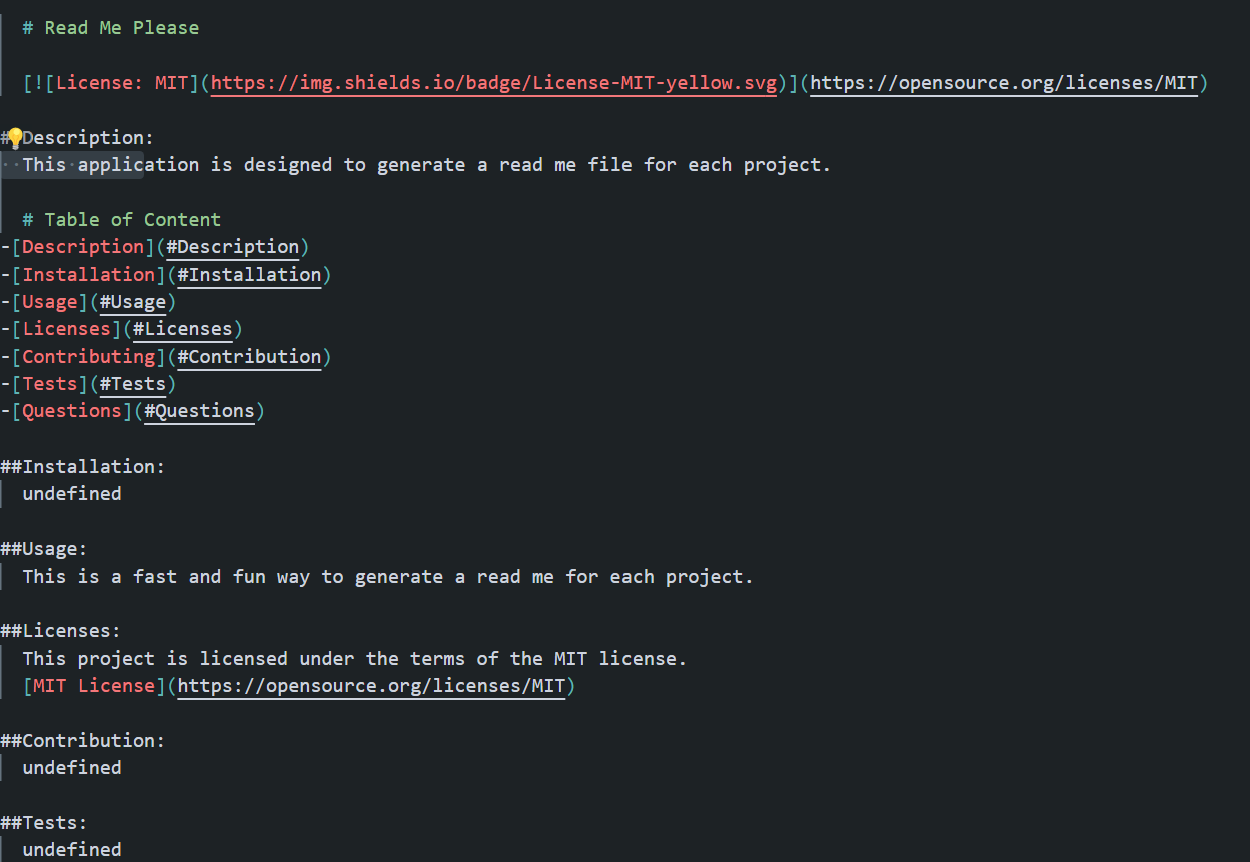 # Read Me Please
[![License: MIT](https://img.shields.io/badge/License-MIT-yellow.svg)](https://opensource.org/licenses/MIT)
#Description:
This application is designed to generate a read me file for each project.
# Table of Content
-[Description](#Description)
-[Installation](#Installation)
-[Usage](#Usage)
-[Licenses](#Licenses)
-[Contributing](#Contribution)
-[Tests](#Tests)
-[Questions](#Questions)
##Installation:
undefined
##Usage:
This is a fast and fun way to generate a read me for each project.
##Licenses:
This project is licensed under the terms of the MIT license.
[MIT License](https://opensource.org/licenses/MIT)
##Contribution:
undefined
##Tests:
undefined